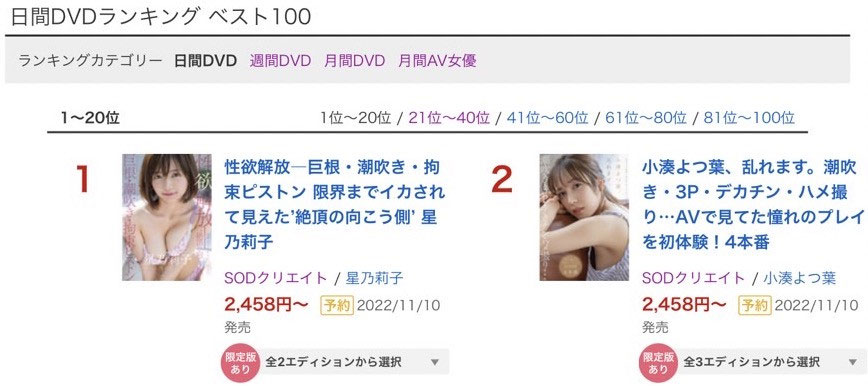 日間DVDランキング ベスト100
ランキングカテゴリー 日間DVD 週間DVD 月間DVD 月間AV女優
1〜20位
1位〜20位 / 21位〜40位 / 41位〜60位 / 61位〜80位 / 81位〜100位
1
性欲解放―巨根・潮吹き・拘
束ピストン 限界までイカされ
て見えた’絶頂の向こう側’ 星
乃莉子
SODクリエイト / 星乃莉子
2,458円〜 予約 2022/11/10
発売
限定版
あり
全2エディションから選択
2
小湊よつ葉、乱れます。潮吹
き・3P・デカチン・ハメ撮
り…AVで見てた憧れのプレイ
を初体験!4本番
SODクリエイト / 小湊よつ葉
2,458円〜 予約 2022/11/10
発売
限定版
あり
全3エディションから選択